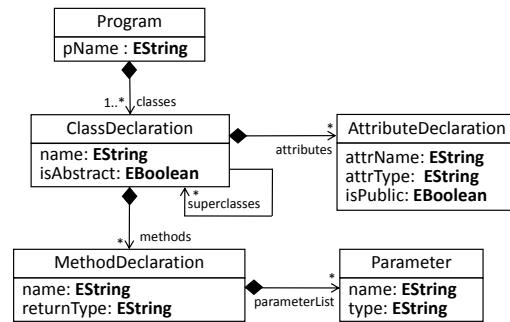 Program
pName : EString
1..* classes
ClassDeclaration
name: EString
isAbstract: EBoolean
*
attributes
AttributeDeclaration
attrName: EString
attrType: EString
isPublic: EBoolean
*
superclasses
* methods
MethodDeclaration
name: EString
returnType: EString
*
parameterList
Parameter
name: EString
type: EString